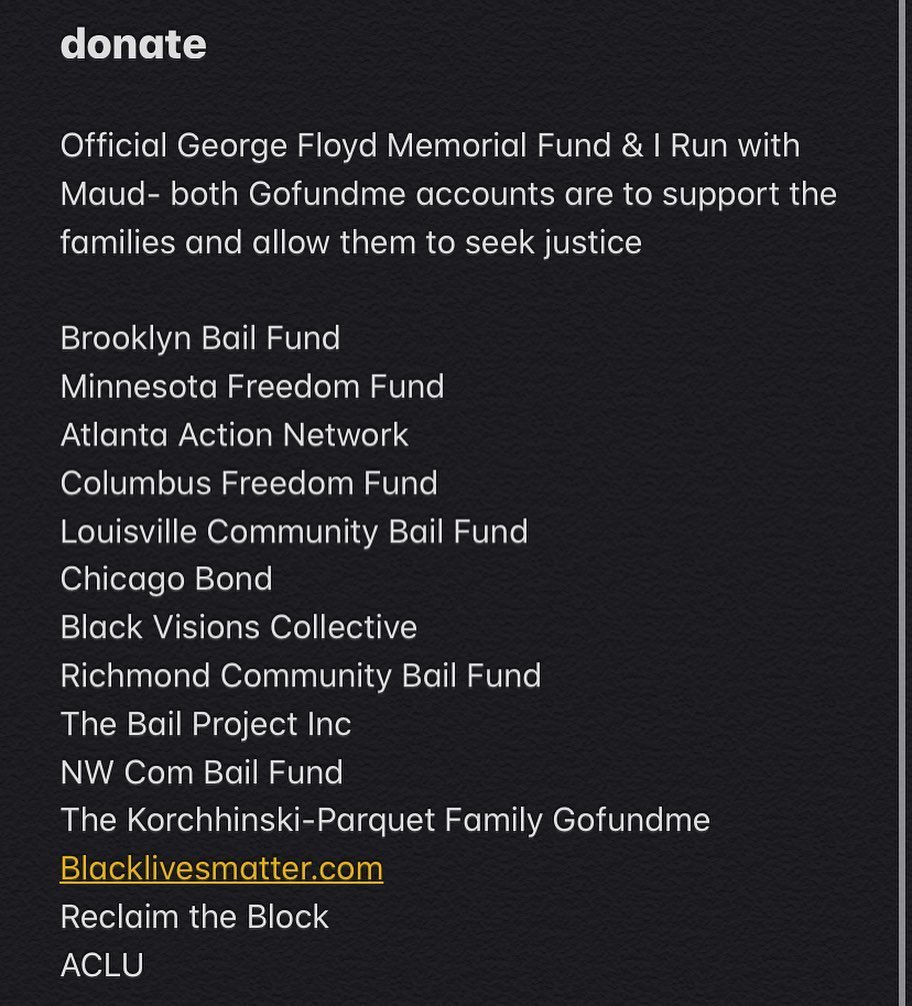 donate
Official George Floyd Memorial Fund & I Run with
Maud- both Gofundme accounts are to support the
families and allow them to seek justice
Brooklyn Bail Fund
Minnesota Freedom Fund
Atlanta Action Network
Columbus Freedom Fund
Louisville Community Bail Fund
Chicago Bond
Black Visions Collective
Richmond Community Bail Fund
The Bail Project Inc
NW Com Bail Fund
The Korchhinski-Parquet Family Gofundme
Blacklivesmatter.com
Reclaim the Block
ACLU